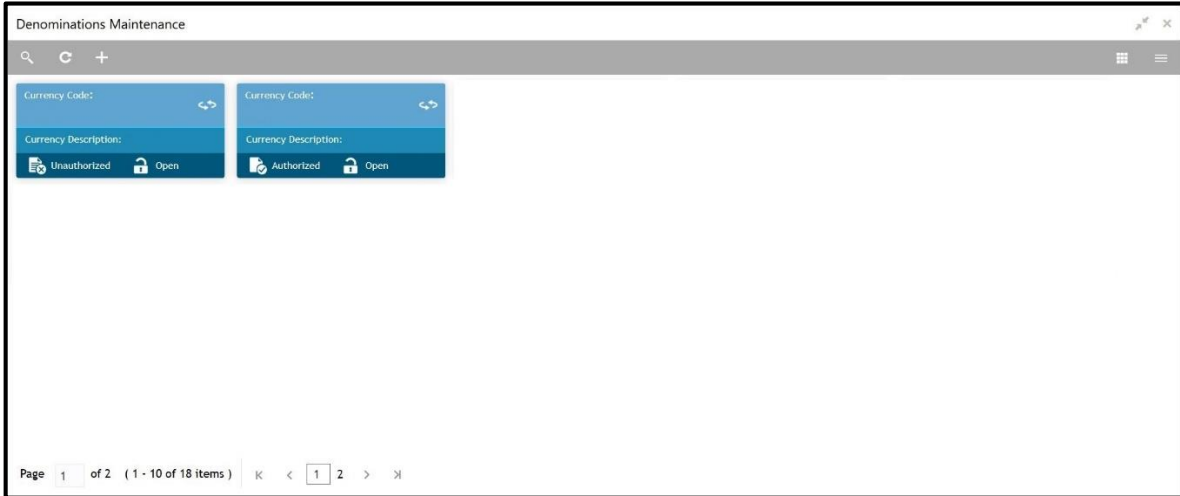 Denominations Maintenance
Currency Code: Currency Code:
Currency Description: Currency Description:
Unauthorized Open Authorized Open
Page 1 of 2 ( 1 - 10 of 18 items ) 1 2